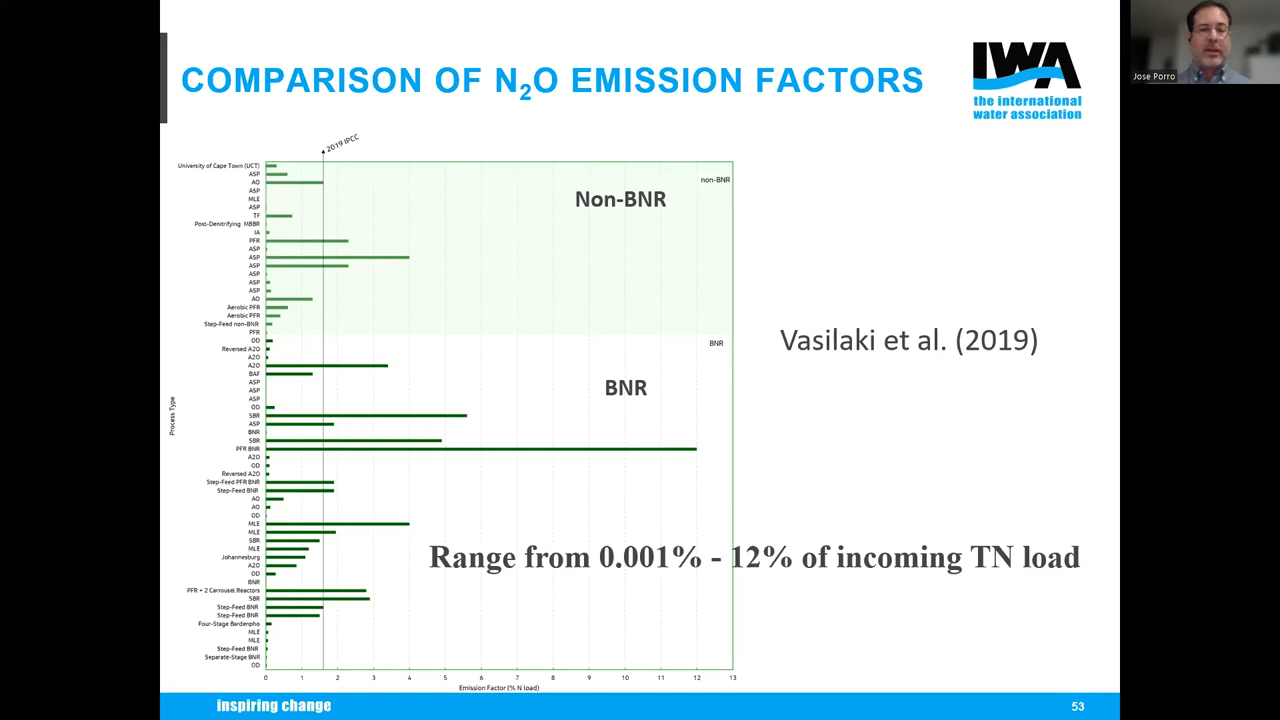 COMPARISON OF N2O EMISSION FACTORS
IWA
the international
water association
Jose Porro
2019 IPCC
University of Cape Town (UCT)
ASP
AO
ASP
MLE
ASP
TF
Post-Denitrifying MBBR
IA
PFR
ASP
ASP
ASP
ASP
ASP
ASP
AO
Aerobic PFR
Aerobic PFR
Step-Feed non-BNR
PFR
OD
Reversed A2O
A2O
A2O
BAF
ASP
ASP
ASP
OD
SBR
ASP
BNR
SBR
PFR BNR
A2O
OD
Reversed A2O
Step-Feed PFR BNR
Step-Feed BNR
AO
AO
OD
MLE
MLE
SBR
MLE
Johannesburg
A2O
OD
BNR
PFR + 2 Carrousel Reactors
SBR
Step-Feed BNR
Step-Feed BNR
Four-Stage Bardenpho
MLE
MLE
Step-Feed BNR
Separate-Stage BNR
OD
Process Type
non-BNR
Non-BNR
BNR
BNR
Vasilaki et al. (2019)
Range from 0.001% - 12% of incoming TN load
0 1 2 3 4 5 6 7 8 9 10 11 12 13
Emission Factor (% N load)
inspiring change
53